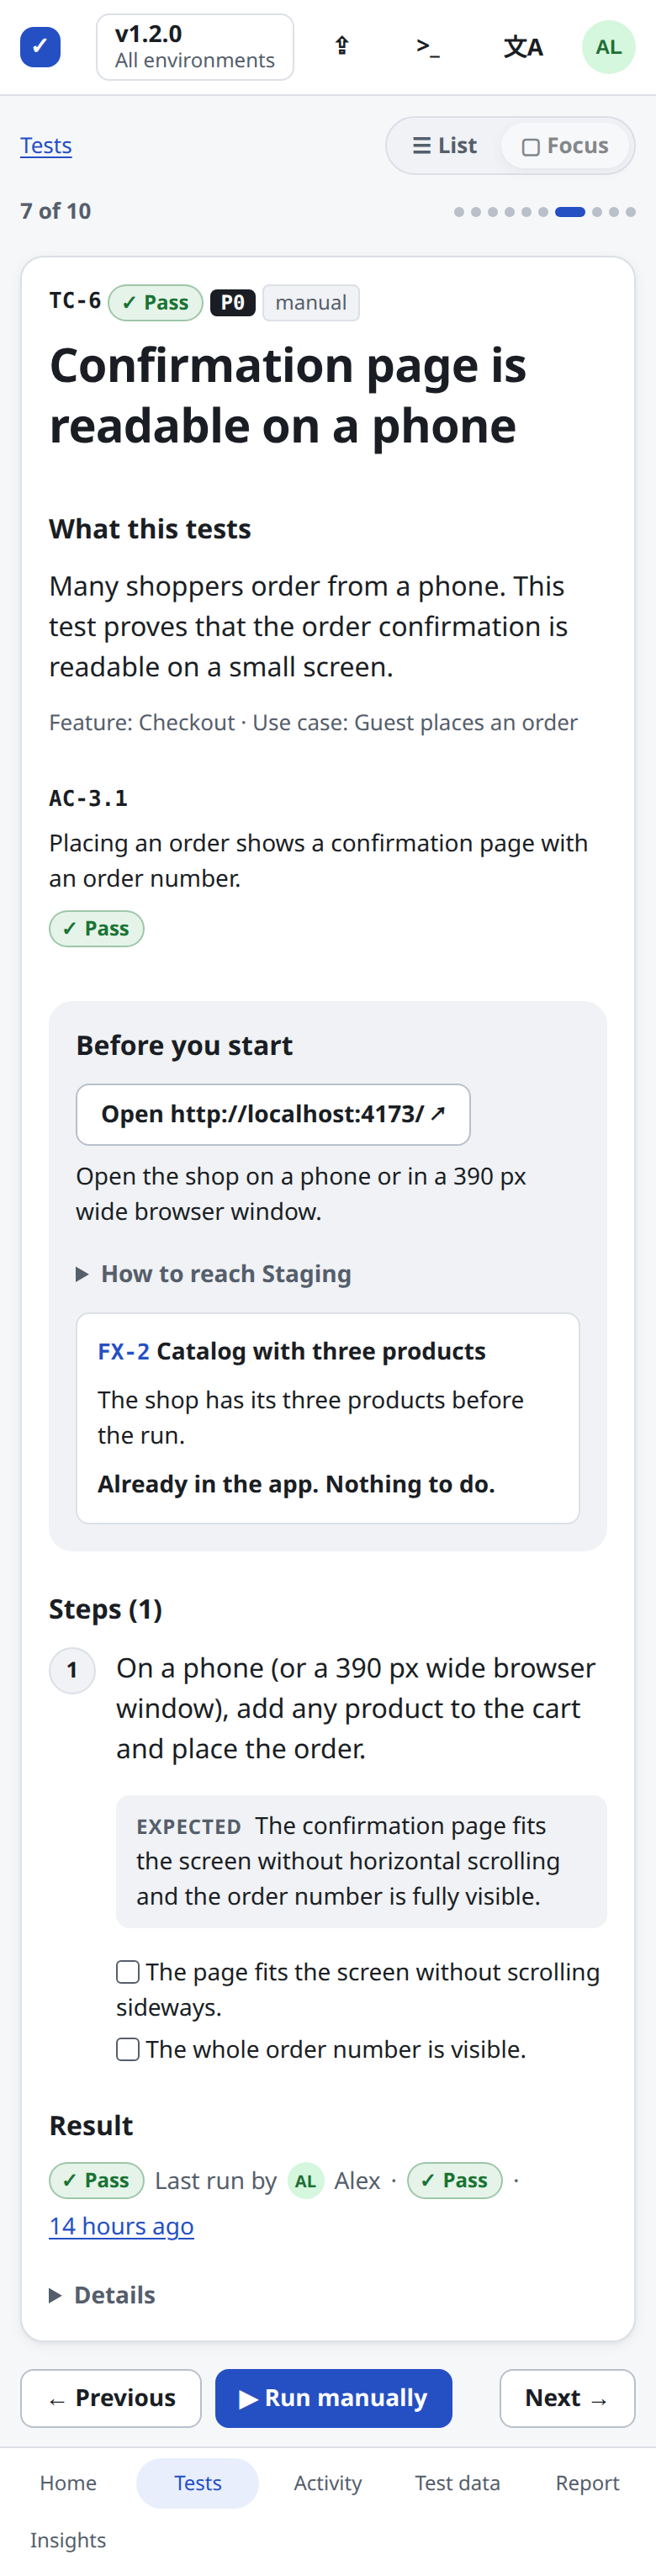 ✓
v1.2.0
All environments
⇪
>_
文A
AL
Tests
☰ List
▢ Focus
7 of 10
TC-6 ✓ Pass P0 manual
Confirmation page is
readable on a phone
What this tests
Many shoppers order from a phone. This
test proves that the order confirmation is
readable on a small screen.
Feature: Checkout · Use case: Guest places an order
AC-3.1
Placing an order shows a confirmation page with
an order number.
✓ Pass
Before you start
Open http://localhost:4173/ ↗
Open the shop on a phone or in a 390 px
wide browser window.
▶ How to reach Staging
FX-2 Catalog with three products
The shop has its three products before
the run.
Already in the app. Nothing to do.
Steps (1)
1 On a phone (or a 390 px wide browser
window), add any product to the cart
and place the order.
EXPECTED The confirmation page fits
the screen without horizontal scrolling
and the order number is fully visible.
The page fits the screen without scrolling
sideways.
The whole order number is visible.
Result
✓ Pass Last run by AL Alex · ✓ Pass ·
14 hours ago
▶ Details
← Previous
▶ Run manually
Next →
Home Tests Activity Test data Report
Insights